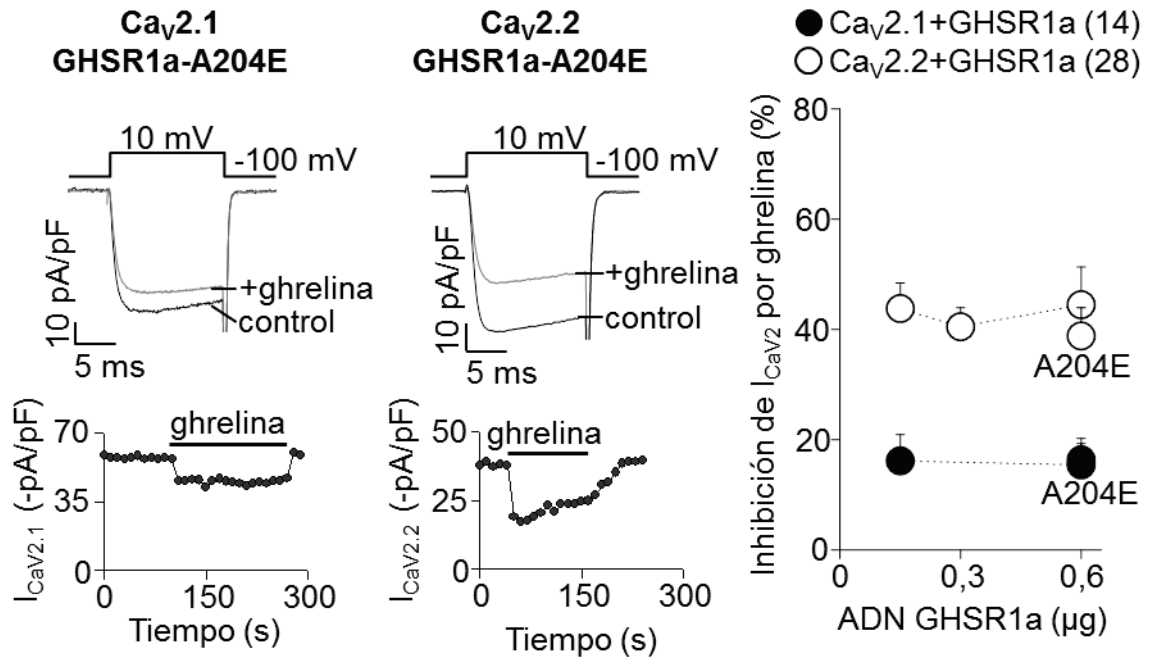 Cav2.1
GHSR1a-A204E
10 mV
-100 mV
10 pA/pF
+ghrelina
control
5 ms
ghrelina
ICaV2.1 (-pA/pF)
70
35
0
0
150
300
Tiempo (s)
Cav2.2
GHSR1a-A204E
10 mV
-100 mV
10 pA/pF
+ghrelina
control
5 ms
ghrelina
ICaV2.2 (-pA/pF)
50
25
0
0
150
300
Tiempo (s)
Cav2.1+GHSR1a (14)
Cav2.2+GHSR1a (28)
Inhibición de ICaV2 por ghrelina (%)
80
60
40
20
0
A204E
A204E
0
0,3
0,6
ADN GHSR1a (µg)